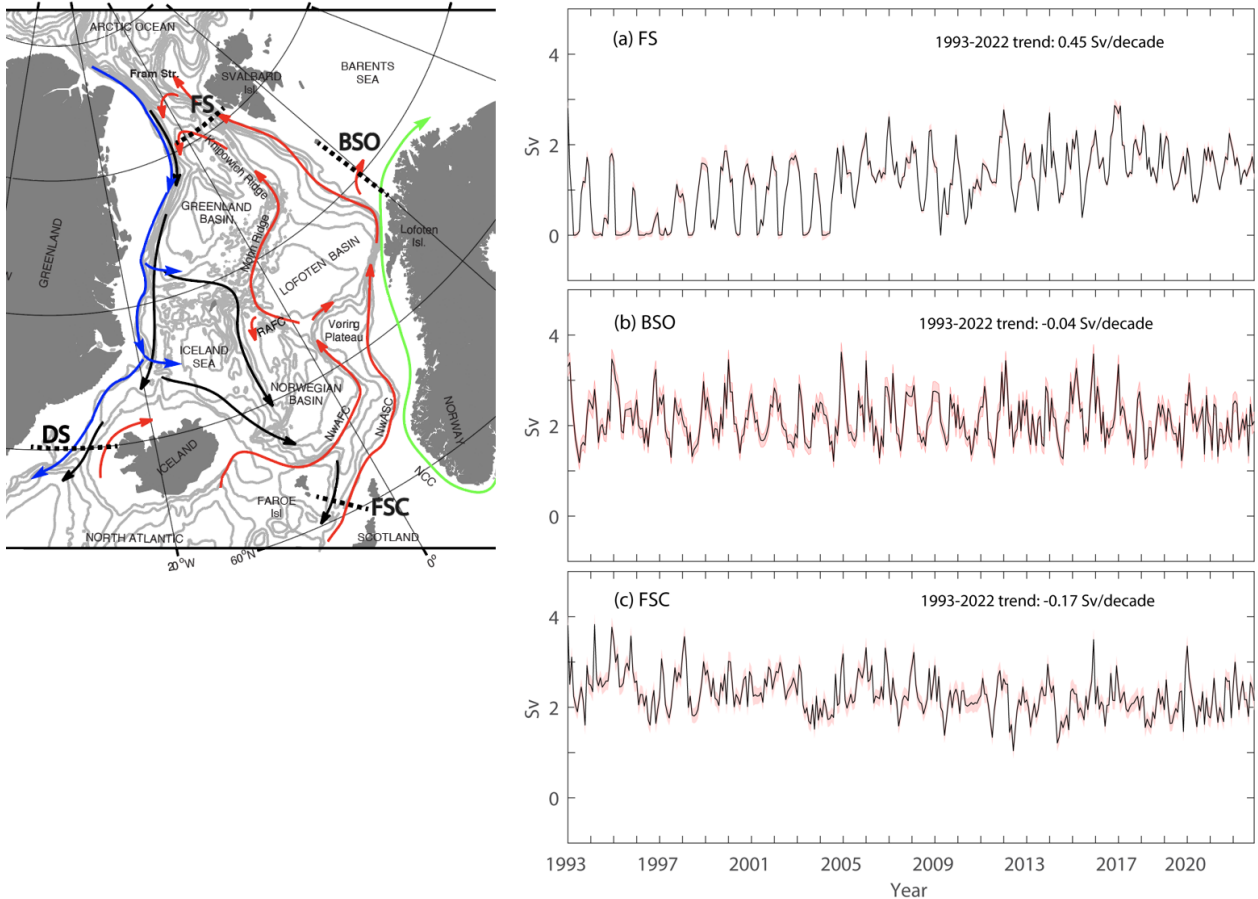 ARCTIC OCEAN
BARENTS
SEA
Fram Str.
SVALBARD
Isl.
FS
BSO
Knipowich Ridge
GREENLAND
BASIN
GREENLAND
Mohn Ridge
Lofoten
Isl.
LOFOTEN BASIN
RAFC
Vøring
Plateau
ICELAND
SEA
NORWEGIAN
BASIN
NwAFC
NwASC
NORWAY
DS
ICELAND
NCC
FAROE
Isl
FSC
NORTH ATLANTIC
SCOTLAND
20°W
60°N
0°
(a) FS
1993-2022 trend: 0.45 Sv/decade
4
2
0
Sv
(b) BSO
1993-2022 trend: -0.04 Sv/decade
4
2
0
Sv
(c) FSC
1993-2022 trend: -0.17 Sv/decade
4
2
0
Sv
1993 1997 2001 2005 2009 2013 2017 2020
Year